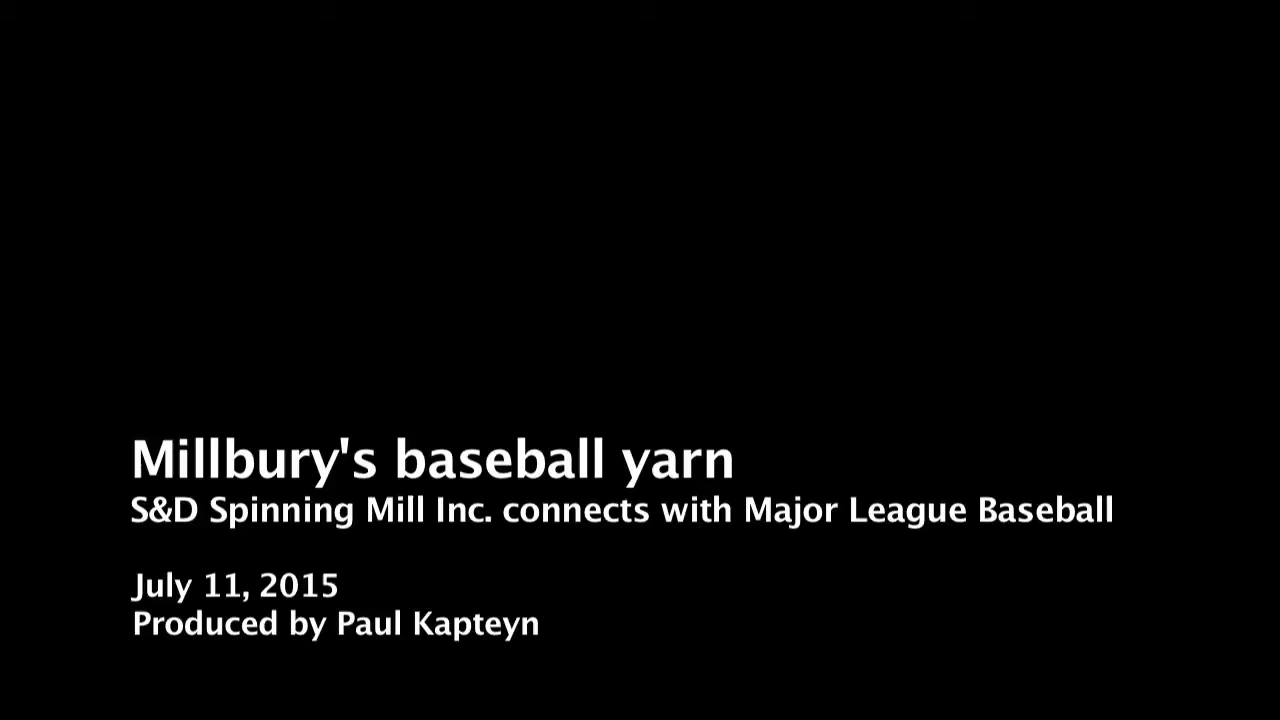 Millbury's baseball yarn
S&D Spinning Mill Inc. connects with Major League Baseball
July 11, 2015
Produced by Paul Kapteyn